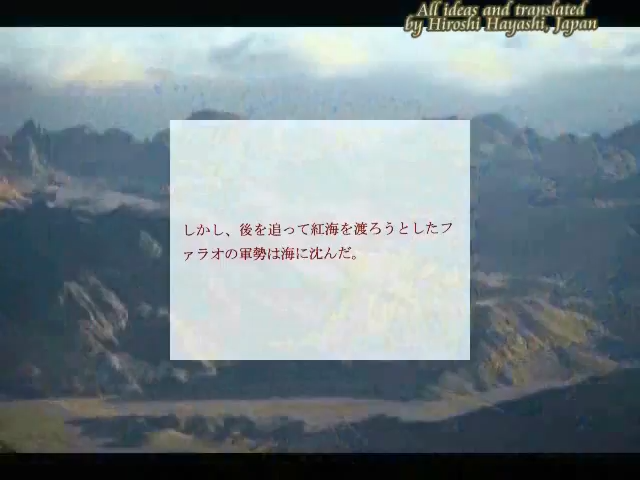 All ideas and translated
by Hiroshi Hayashi, Japan
しかし、後を追って紅海を渡ろうとしたフ
ァラオの軍勢は海に沈んだ。